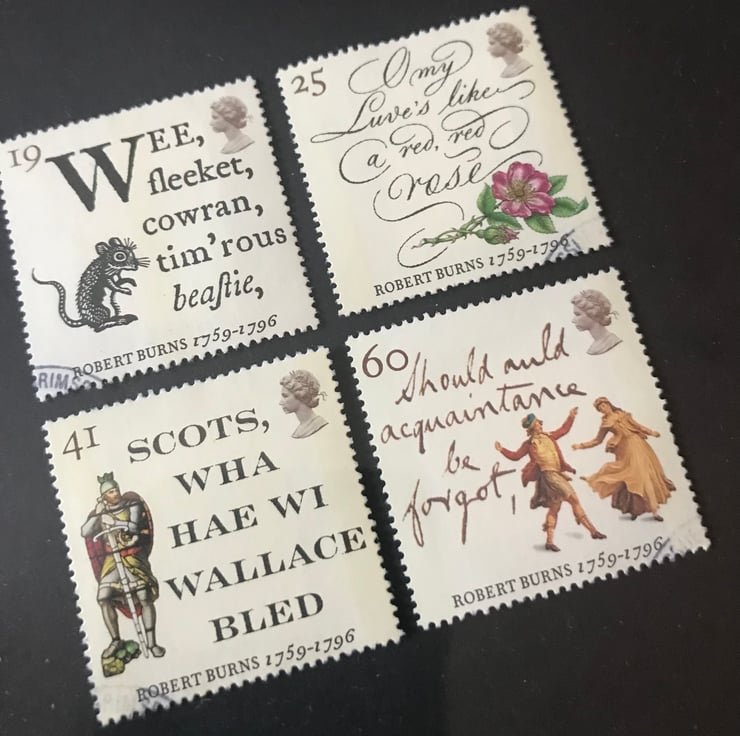 19
WEE,
fleeket,
cowran,
tim'rous
beaſtie,
ROBERT BURNS 1759-1796
25
O my
Luve's like
a red, red
rose
ROBERT BURNS 1759-1796
41
SCOTS,
WHA
HAE WI
WALLACE
BLED
ROBERT BURNS 1759-1796
60
Should auld
acquaintance
be
forgot,
ROBERT BURNS 1759-1796